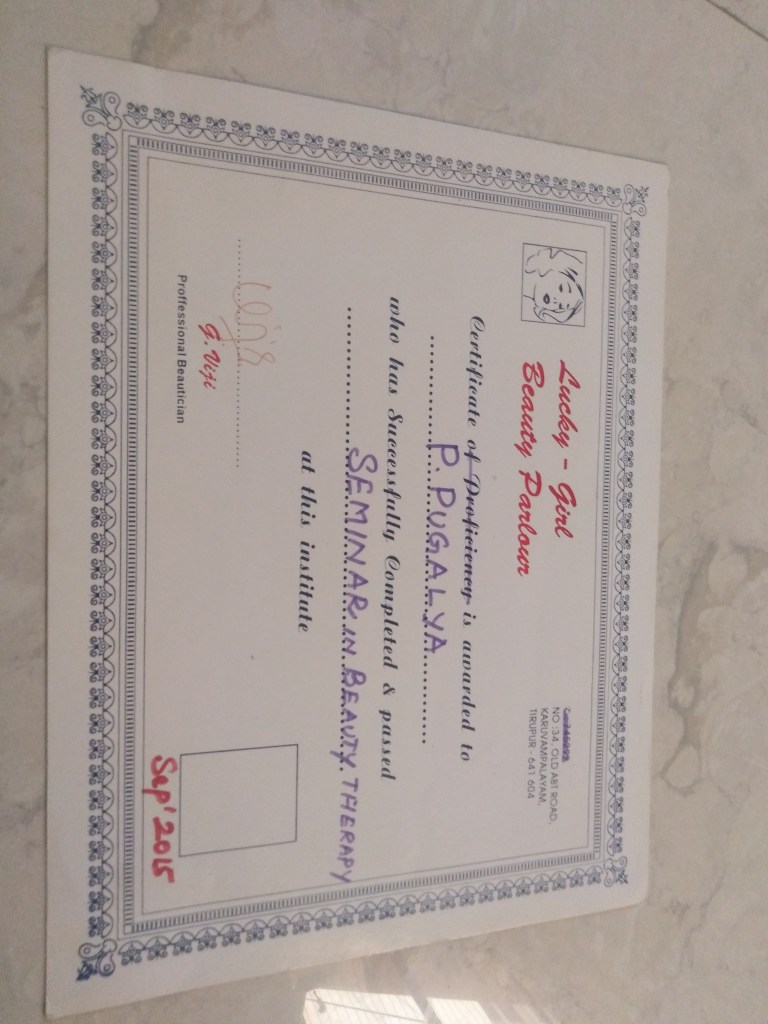 Lucky - Girl
Beauty Parlour
NO :34, OLD ABT ROAD,
KARUVAMPALAYAM,
TIRUPUR - 641 604
Certificate of Proficiency is awarded to
P. PUGALYA
who has Successfully Completed & passed
SEMINAR IN BEAUTY THERAPY
at this institute
G. Viji
Proffessional Beautician
Sep' 2015